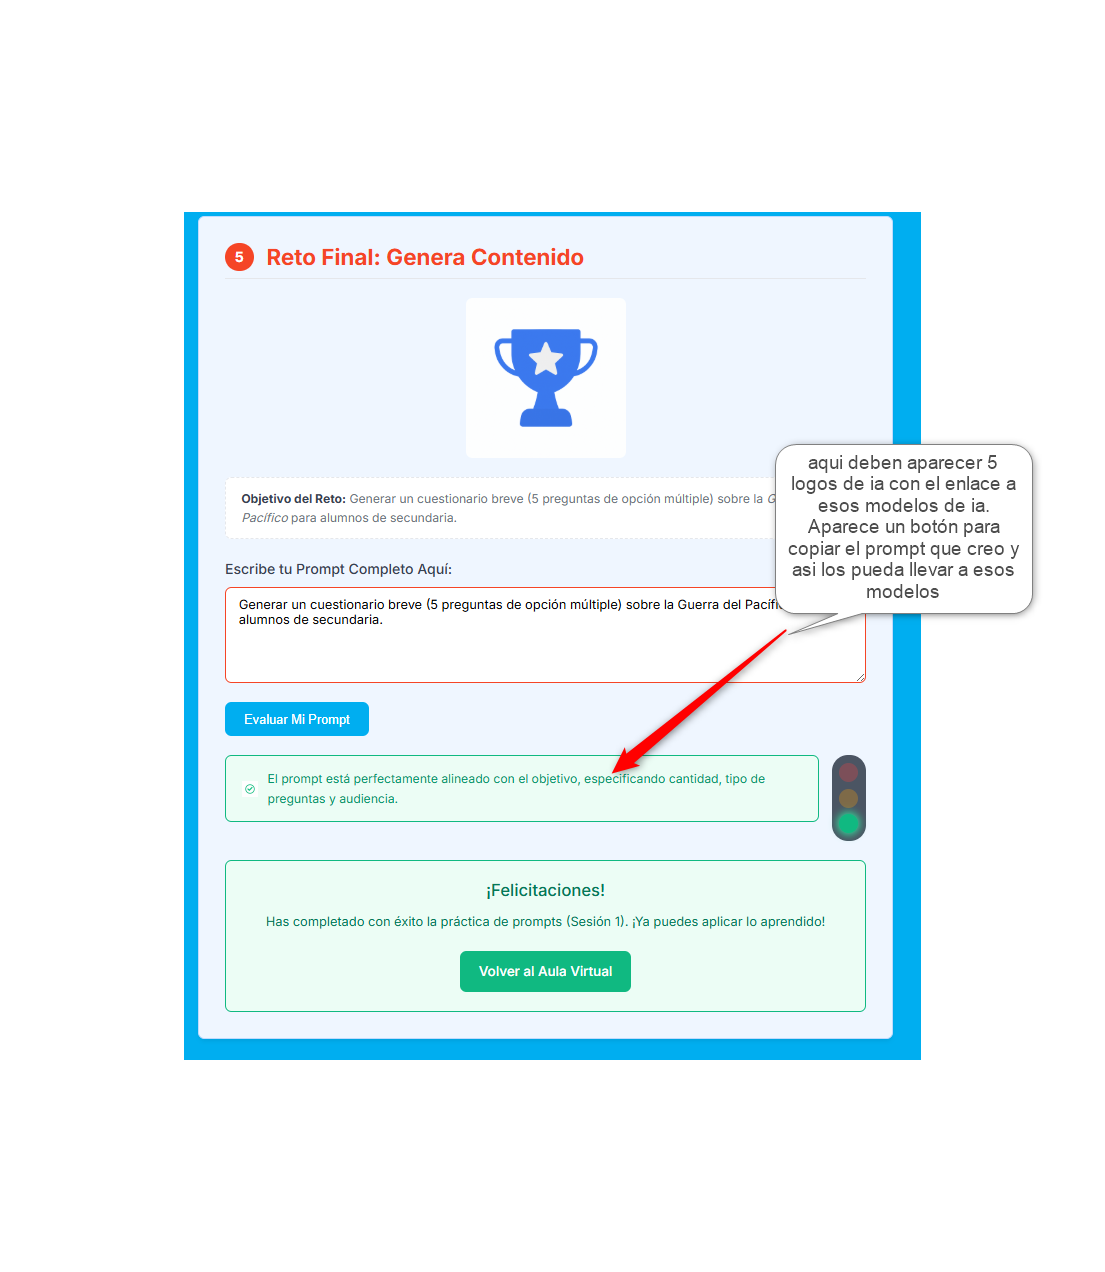 5 Reto Final: Genera Contenido
Objetivo del Reto: Generar un cuestionario breve (5 preguntas de opción múltiple) sobre la
Pacífico para alumnos de secundaria.
aqui deben aparecer 5
logos de ia con el enlace a
esos modelos de ia.
Aparece un botón para
copiar el prompt que creo y
asi los pueda llevar a esos
modelos
Escribe tu Prompt Completo Aquí:
Generar un cuestionario breve (5 preguntas de opción múltiple) sobre la Guerra del
alumnos de secundaria.
Evaluar Mi Prompt
El prompt está perfectamente alineado con el objetivo, especificando cantidad, tipo de
preguntas y audiencia.
¡Felicitaciones!
Has completado con éxito la práctica de prompts (Sesión 1). ¡Ya puedes aplicar lo aprendido!
Volver al Aula Virtual